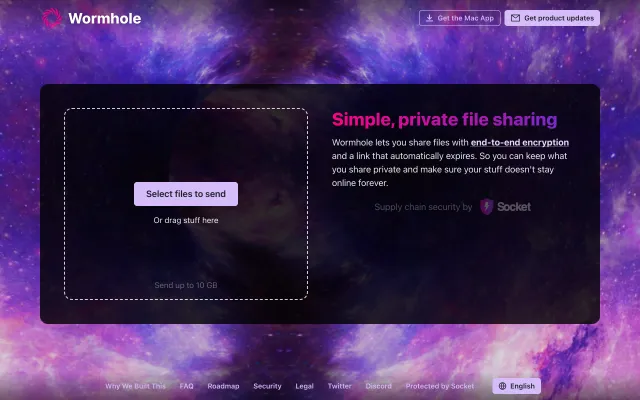 Wormhole
Get the Mac App
Get product updates
Simple, private file sharing
Wormhole lets you share files with end-to-end encryption
and a link that automatically expires. So you can keep what
you share private and make sure your stuff doesn't stay
online forever.
Supply chain security by Socket
Select files to send
Or drag stuff here
Send up to 10 GB
Why We Built This FAQ Roadmap Security Legal Twitter Discord Protected by Socket English